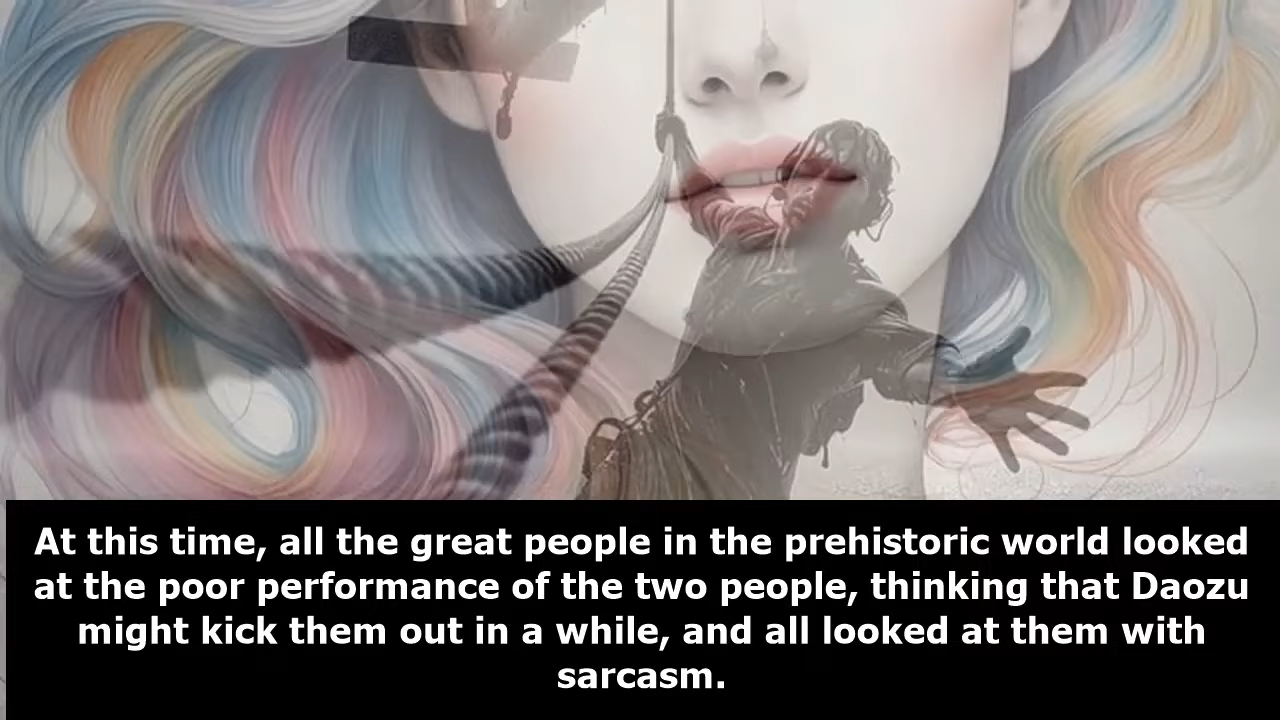 At this time, all the great people in the prehistoric world looked
at the poor performance of the two people, thinking that Daozu
might kick them out in a while, and all looked at them with
sarcasm.